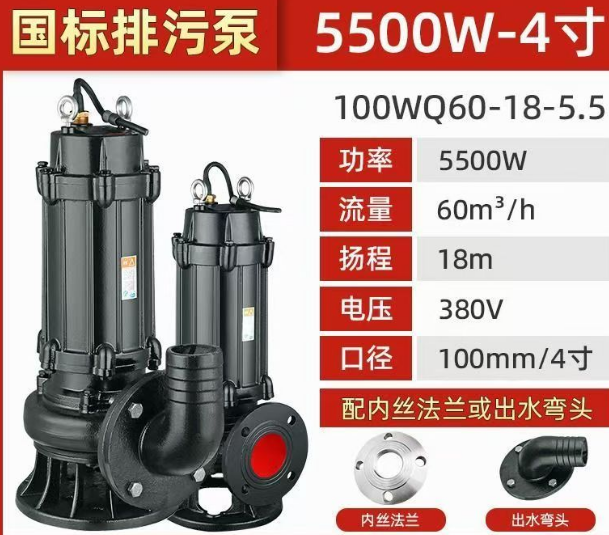 国标排污泵
5500W-4寸
100WQ60-18-5.5
功率 5500W
流量 60m³/h
扬程 18m
电压 380V
口径 100mm/4寸
配内丝法兰或出水弯头
内丝法兰
出水弯头